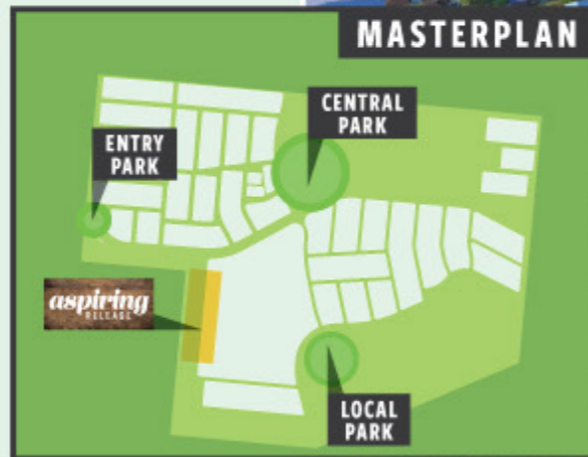 MASTERPLAN
CENTRAL
PARK
ENTRY
PARK
aspiring
RELEASE
LOCAL
PARK